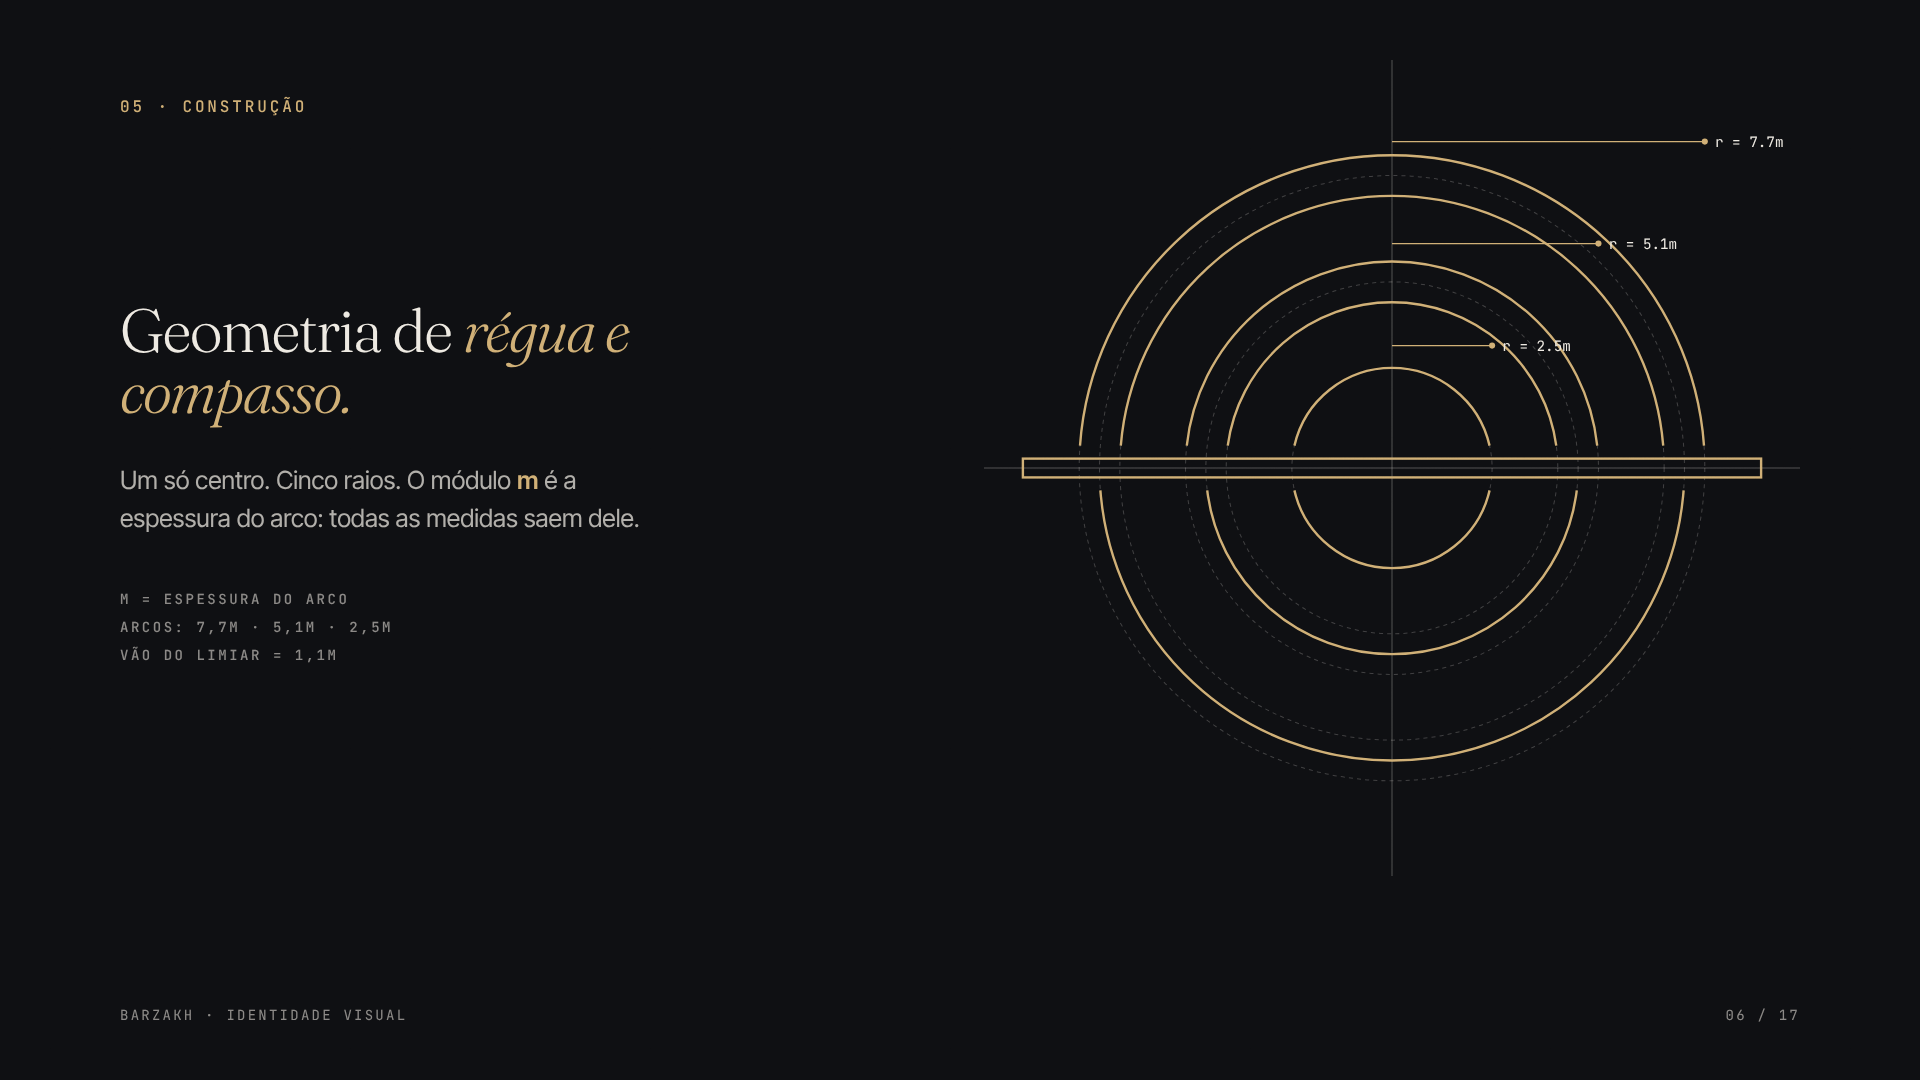 05 · CONSTRUÇÃO
Geometria de régua e
compasso.
Um só centro. Cinco raios. O módulo m é a
espessura do arco: todas as medidas saem dele.
M = ESPESSURA DO ARCO
ARCOS: 7,7M · 5,1M · 2,5M
VÃO DO LIMIAR = 1,1M
r = 7.7m
r = 5.1m
r = 2.5m
BARZAKH · IDENTIDADE VISUAL
06 / 17